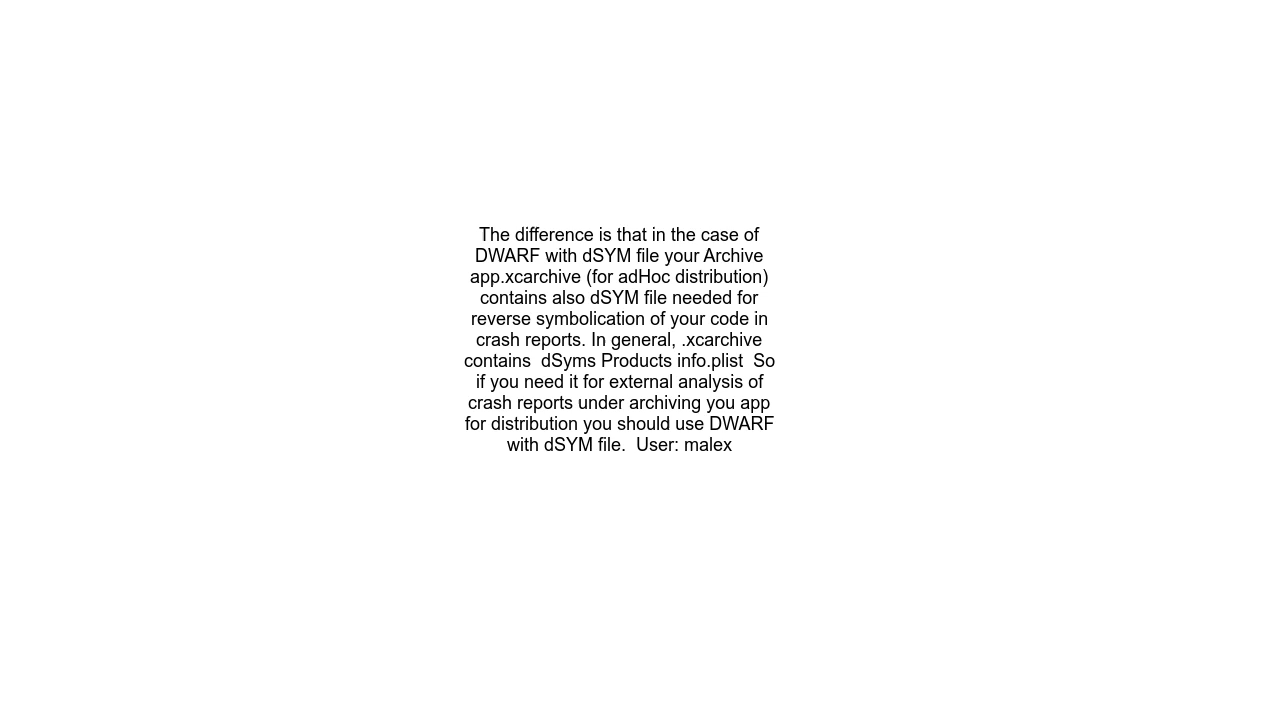 The difference is that in the case of
DWARF with dSYM file your Archive
app.xcarchive (for adHoc distribution)
contains also dSYM file needed for
reverse symbolication of your code in
crash reports. In general, .xcarchive
contains  dSyms Products info.plist  So
if you need it for external analysis of
crash reports under archiving you app
for distribution you should use DWARF
with dSYM file.  User: malex